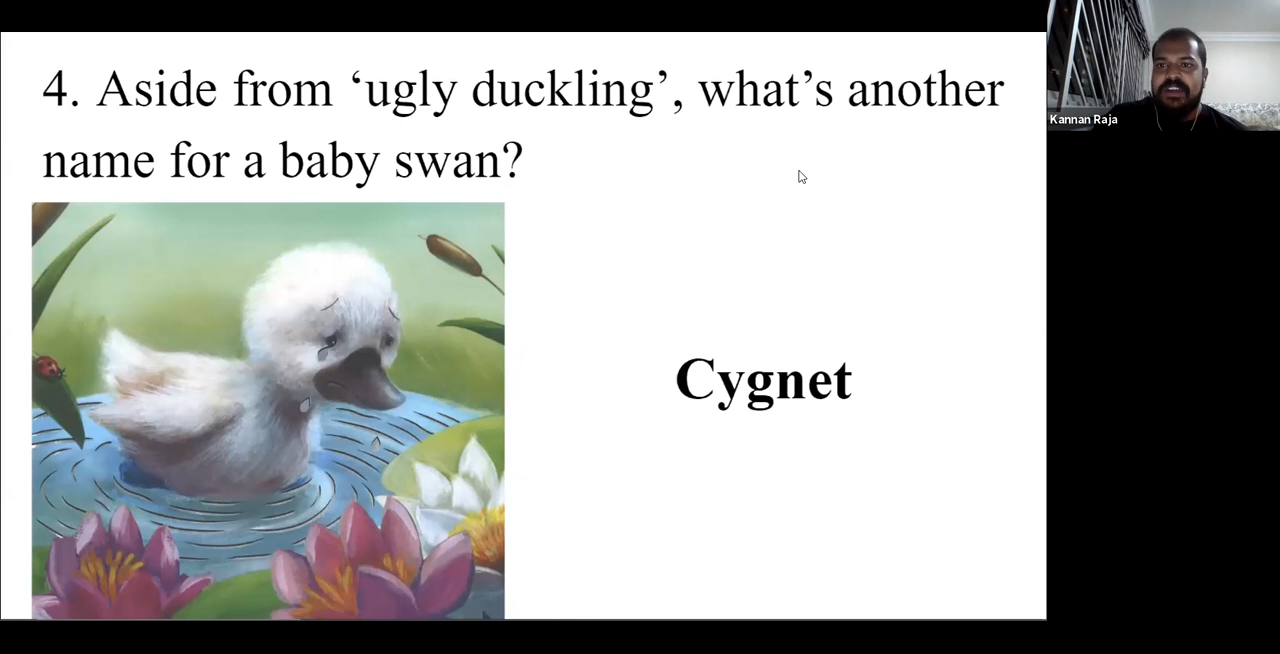 4. Aside from ‘ugly duckling’, what’s another
name for a baby swan?
Cygnet
Kannan Raja